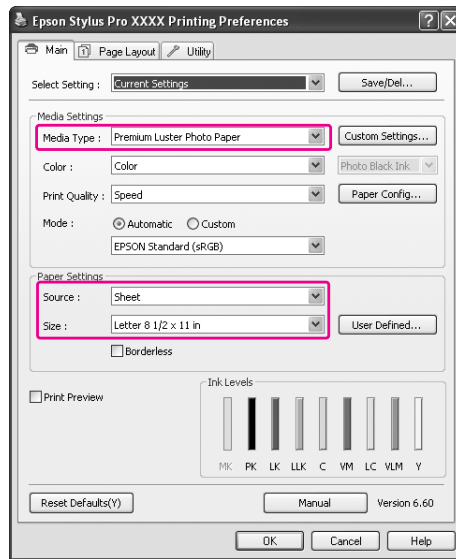 Epson Stylus Pro XXXX Printing Preferences
Main Page Layout Utility
Select Setting : Current Settings Save/Del...
Media Settings
Media Type : Premium Luster Photo Paper Custom Settings...
Color : Color Photo Black Ink
Print Quality : Speed Paper Config...
Mode : Automatic Custom
EPSON Standard (sRGB)
Paper Settings
Source : Sheet
Size : Letter 8 1/2 x 11 in User Defined...
Borderless
Print Preview
Ink Levels
MK PK LK LLK C VM LC VLM Y
Reset Defaults(Y) Manual Version 6.60
OK Cancel Help